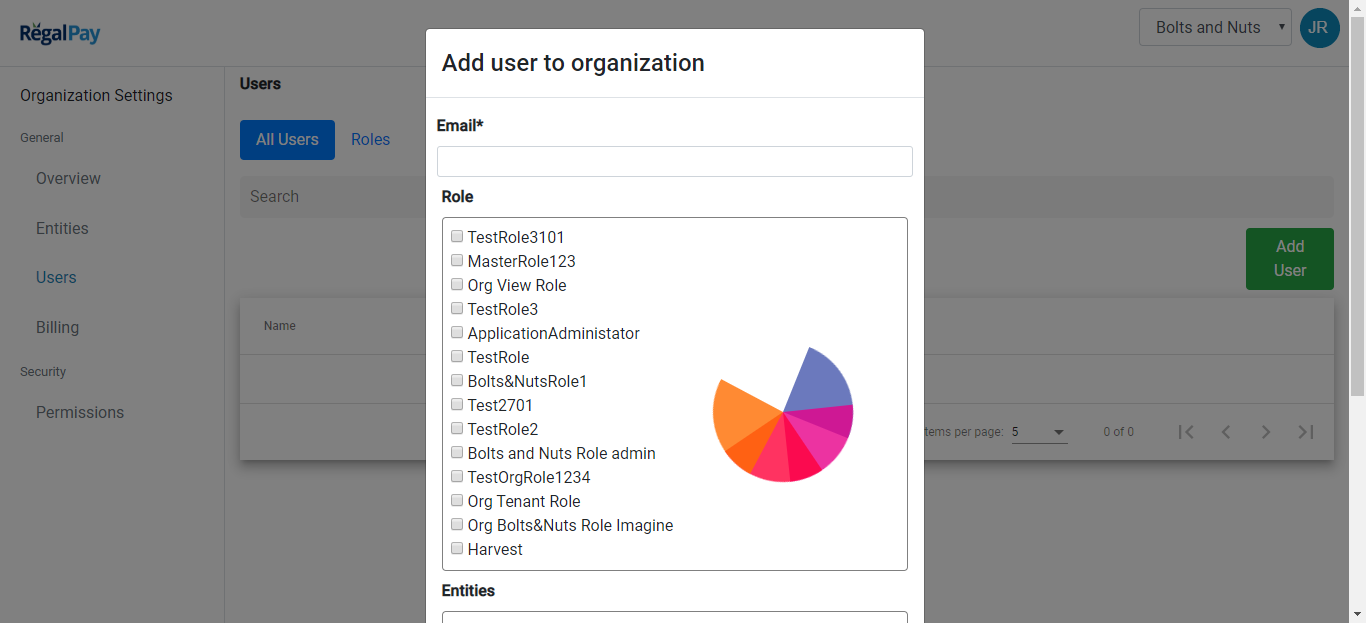 RegalPay
Bolts and Nuts
JR
Organization Settings
General
Overview
Entities
Users
Billing
Security
Permissions
Users
All Users
Roles
Search
Add
User
Name
tems per page:
5
0 of 0
Add user to organization
Email*
Role
TestRole3101
MasterRole123
Org View Role
TestRole3
ApplicationAdministator
TestRole
Bolts&NutsRole1
Test2701
TestRole2
Bolts and Nuts Role admin
TestOrgRole1234
Org Tenant Role
Org Bolts&Nuts Role Imagine
Harvest
Entities